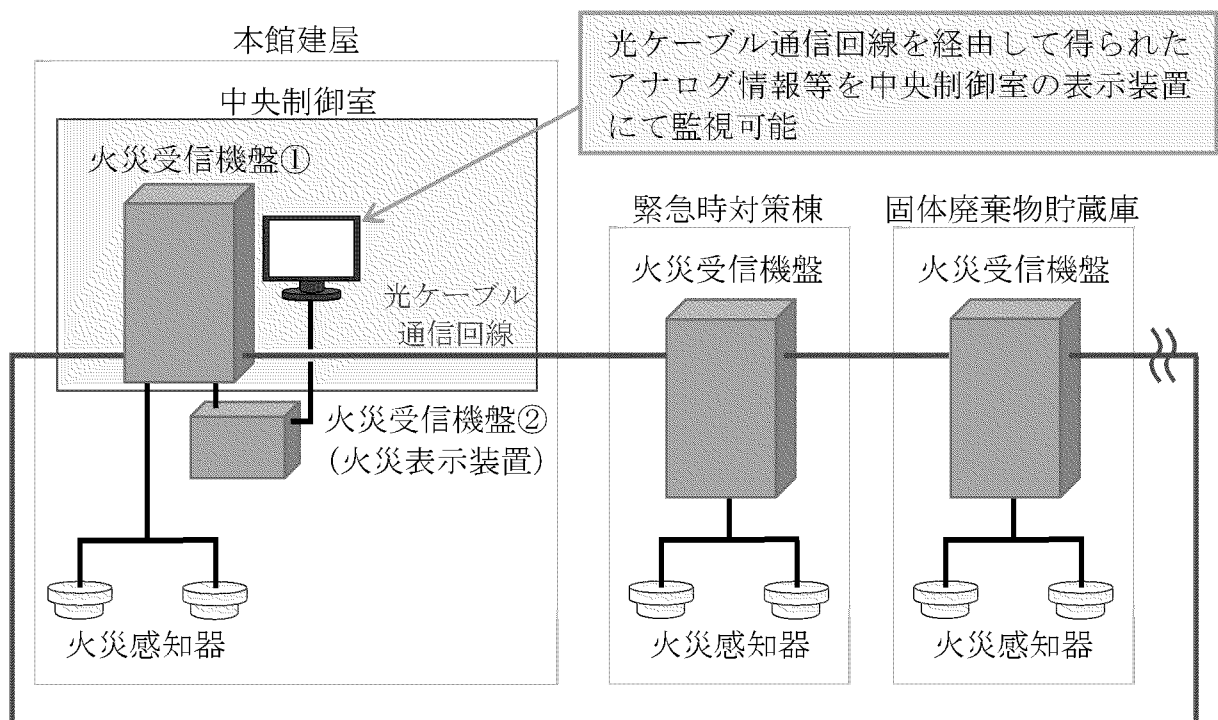 本館建屋
光ケーブル通信回線を経由して得られた
アナログ情報等を中央制御室の表示装置
にて監視可能
中央制御室
火災受信機盤①
緊急時対策棟
固体廃棄物貯蔵庫
火災受信機盤
火災受信機盤
光ケーブル
通信回線
火災受信機盤②
(火災表示装置)
火災感知器
火災感知器
火災感知器